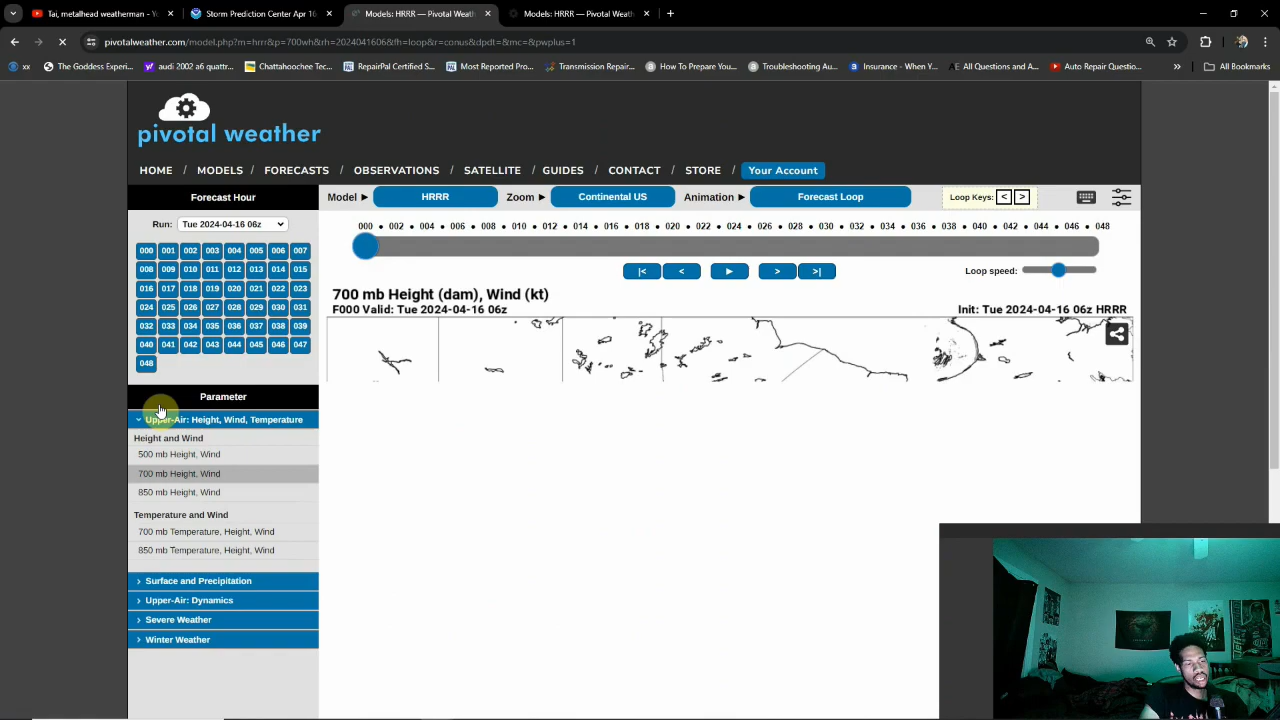 Tai, metalhead weatherman - Yo
Storm Prediction Center Apr 16
Models: HRRR — Pivotal Weath
Models: HRRR — Pivotal Weath
pivotalweather.com/model.php?m=hrrr&p=700wh&rh=2024041606&fh=loop&r=conus&dpdt=&mc=&pwplus=1
xx
The Goddess Experi...
audi 2002 a6 quattr...
Chattahoochee Tec...
RepairPal Certified S...
Most Reported Pro...
Transmission Repair...
How To Prepare You...
Troubleshooting Au...
Insurance - When Y...
All Questions and A...
Auto Repair Questio...
All Bookmarks
pivotal weather
HOME / MODELS / FORECASTS / OBSERVATIONS / SATELLITE / GUIDES / CONTACT / STORE / Your Account
Forecast Hour
Model ► HRRR Zoom ► Continental US Animation ► Forecast Loop Loop Keys: < >
Run: Tue 2024-04-16 06z
000 • 002 • 004 • 006 • 008 • 010 • 012 • 014 • 016 • 018 • 020 • 022 • 024 • 026 • 028 • 030 • 032 • 034 • 036 • 038 • 040 • 042 • 044 • 046 • 048
000 001 002 003 004 005 006 007
008 009 010 011 012 013 014 015
016 017 018 019 020 021 022 023
024 025 026 027 028 029 030 031
032 033 034 035 036 037 038 039
040 041 042 043 044 045 046 047
048
|< < ► > >| Loop speed:
700 mb Height (dam), Wind (kt)
F000 Valid: Tue 2024-04-16 06z
Init: Tue 2024-04-16 06z HRRR
Parameter
Upper-Air: Height, Wind, Temperature
Height and Wind
500 mb Height, Wind
700 mb Height, Wind
850 mb Height, Wind
Temperature and Wind
700 mb Temperature, Height, Wind
850 mb Temperature, Height, Wind
Surface and Precipitation
Upper-Air: Dynamics
Severe Weather
Winter Weather